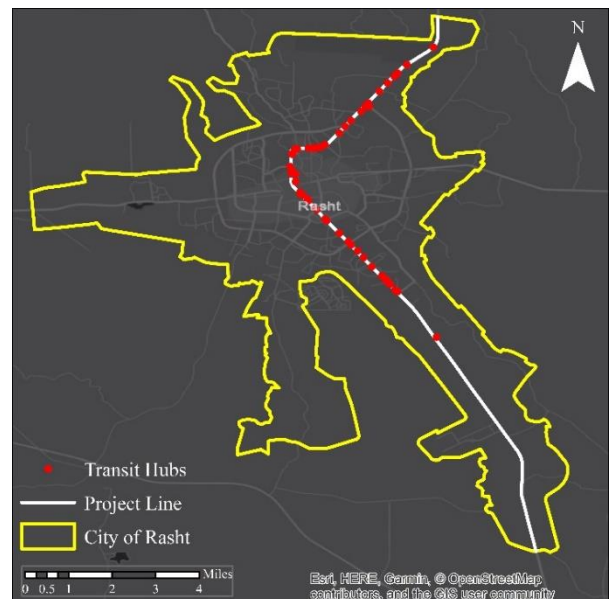 N
Rasht
Transit Hubs
Project Line
City of Rasht
Miles
0 0.5 1 2 3 4
Esri, HERE, Garmin, © OpenStreetMap
contributors, and the GIS user community